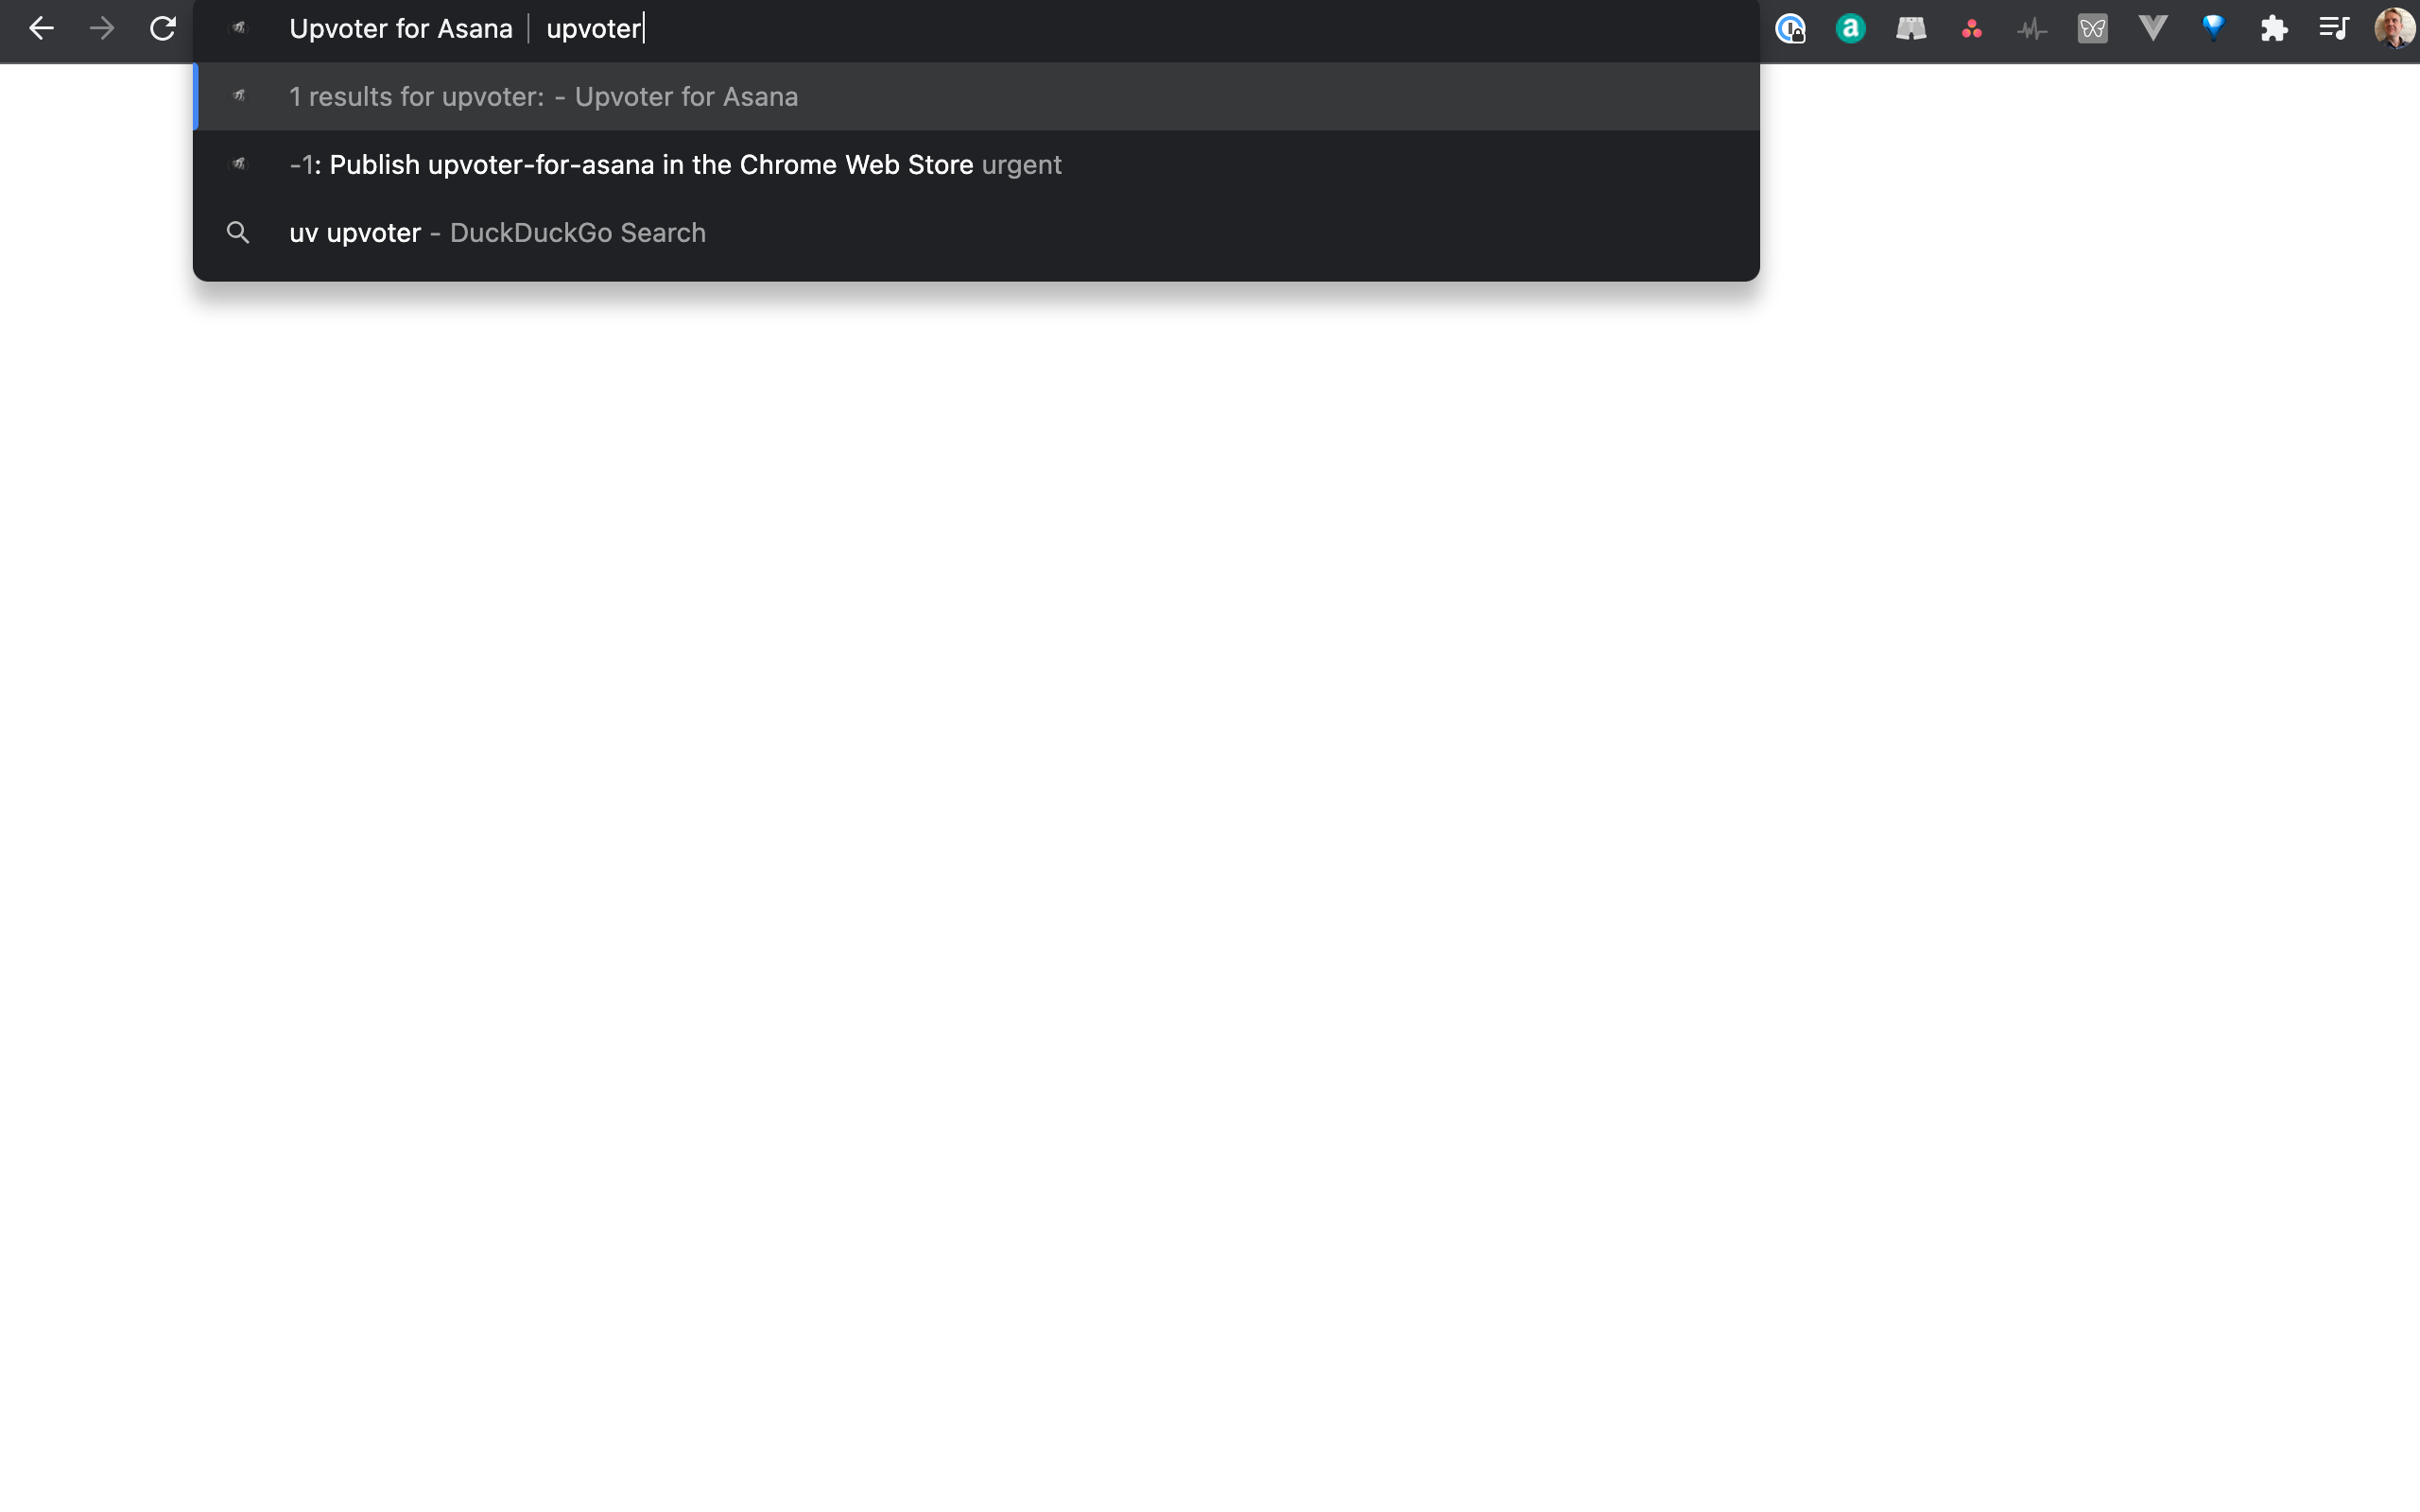 Upvoter for Asana | upvoter
1 results for upvoter: - Upvoter for Asana
-1: Publish upvoter-for-asana in the Chrome Web Store urgent
uv upvoter - DuckDuckGo Search
a